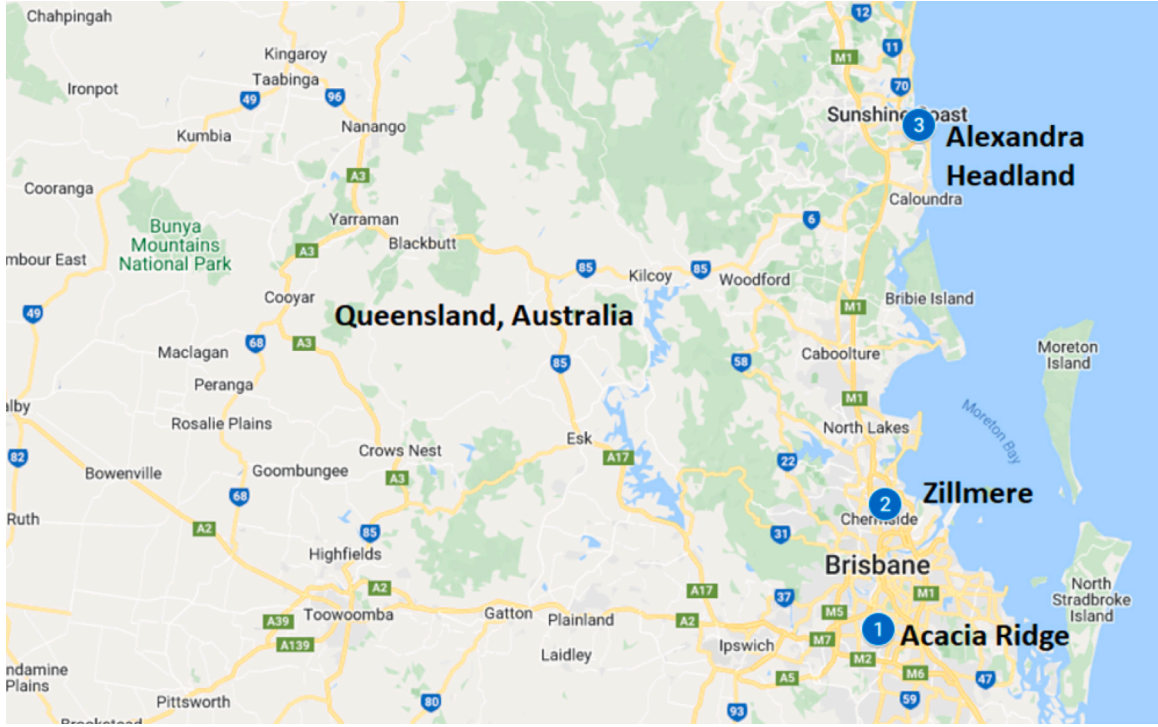 Chahpingah
12
Kingaroy
11
M1
Taabinga
Ironpot
70
49
96
Sunshine Coast
Nanango
3
Alexandra
Headland
Kumbia
A3
Cooranga
Caloundra
Yarraman
6
Bunya
Mountains
National Park
Blackbutt
A3
mbour East
85
Kilcoy
85
Woodford
Cooyar
Bribie Island
49
Queensland, Australia
M1
68
A3
Moreton
Island
Maclagan
Caboolture
85
58
Peranga
M1
alby
Moreton Bay
Rosalie Plains
North Lakes
Esk
82
Crows Nest
A17
22
Bowenville
Goombungee
A3
68
Zillmere
2
Chermside
Ruth
A2
85
31
Highfields
Brisbane
A2
A17
37
M1
North
Stradbroke
Island
Toowoomba
Gatton
Plainland
M5
A39
A2
1
Acacia Ridge
A139
M7
Ipswich
Laidley
M2
ndamine
Plains
A5
M6
47
Pittsworth
80
59
93
Brookstead